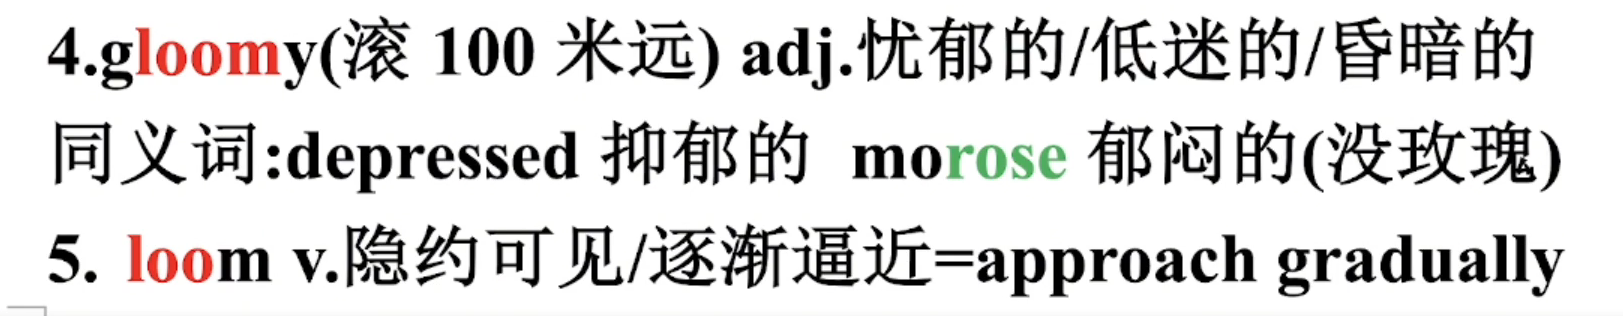 4.gloomy(滚 100 米远) adj.忧郁的/低迷的/昏暗的
同义词:depressed 抑郁的 morose 郁闷的(没玫瑰)
5. loom v.隐约可见/逐渐逼近=approach gradually